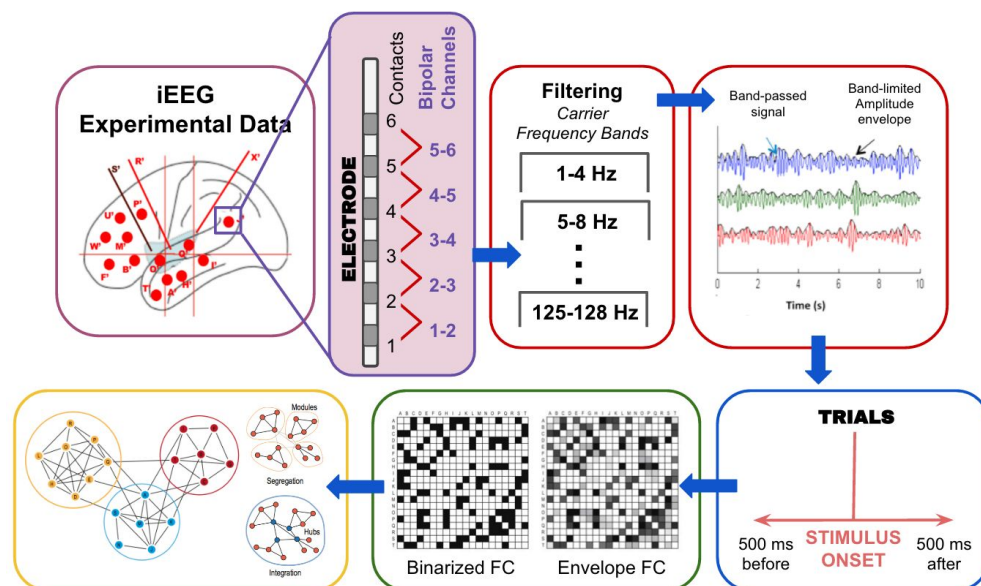 iEEG
Experimental Data
S'
R'
X'
P'
U'
W'
M'
F'
B'
Q'
O'
I'
T'
A'
H'
ELECTRODE
Contacts
Bipolar
Channels
6
5-6
5
4-5
4
3-4
3
2-3
2
1-2
1
Filtering
Carrier
Frequency Bands
1-4 Hz
5-8 Hz
125-128 Hz
Band-passed
signal
Band-limited
Amplitude
envelope
0 2 4 6 8 10
Time (s)
TRIALS
STIMULUS
ONSET
500 ms
before
500 ms
after
A B C D E F G H I J K L M N O P Q R S T
A B C D E F G H I J K L M N O P Q R S T
Binarized FC
Envelope FC
Modules
Segregation
Hubs
Integration